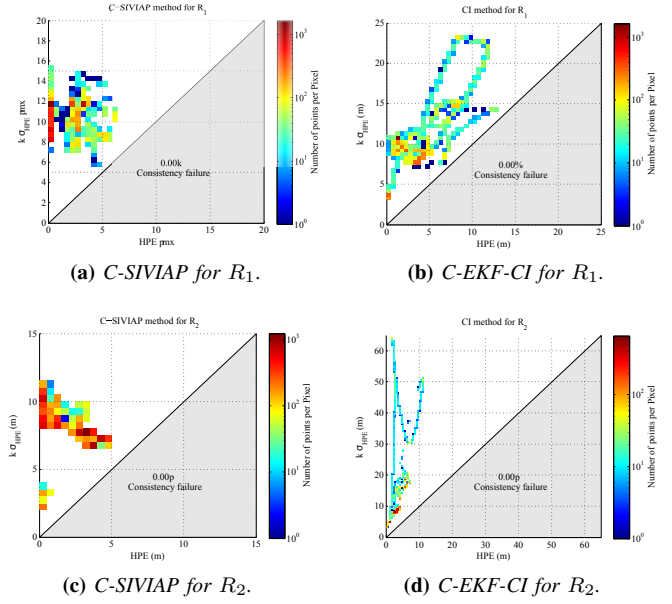 C-SIVIAP method for R1
20
18
16
14
12
10
8
6
4
2
0
k σHPE pmx
0 5 10 15 20
HPE pmx
0.00k
Consistency failure
10^3
10^2
10^1
10^0
Number of points per Pixel
(a) C-SIVIAP for R1.
CI method for R1
25
20
15
10
5
0
k σHPE (m)
0 5 10 15 20 25
HPE (m)
0.00%
Consistency failure
10^3
10^2
10^1
10^0
Number of points per Pixel
(b) C-EKF-CI for R1.
C−SIVIAP method for R2
15
10
5
0
k σHPE (m)
0 5 10 15
HPE (m)
0.00p
Consistency failure
10^3
10^2
10^1
10^0
Number of points per Pixel
(c) C-SIVIAP for R2.
CI method for R2
60
50
40
30
20
10
0
k σHPE (m)
0 10 20 30 40 50 60
HPE (m)
0.00p
Consistency failure
10^2
10^1
10^0
Number of points per Pixel
(d) C-EKF-CI for R2.